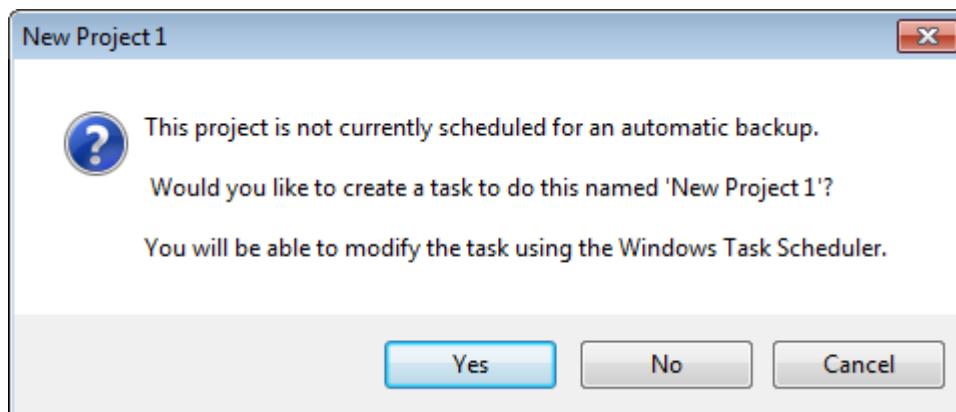 New Project 1
This project is not currently scheduled for an automatic backup.
Would you like to create a task to do this named 'New Project 1'?
You will be able to modify the task using the Windows Task Scheduler.
Yes No Cancel